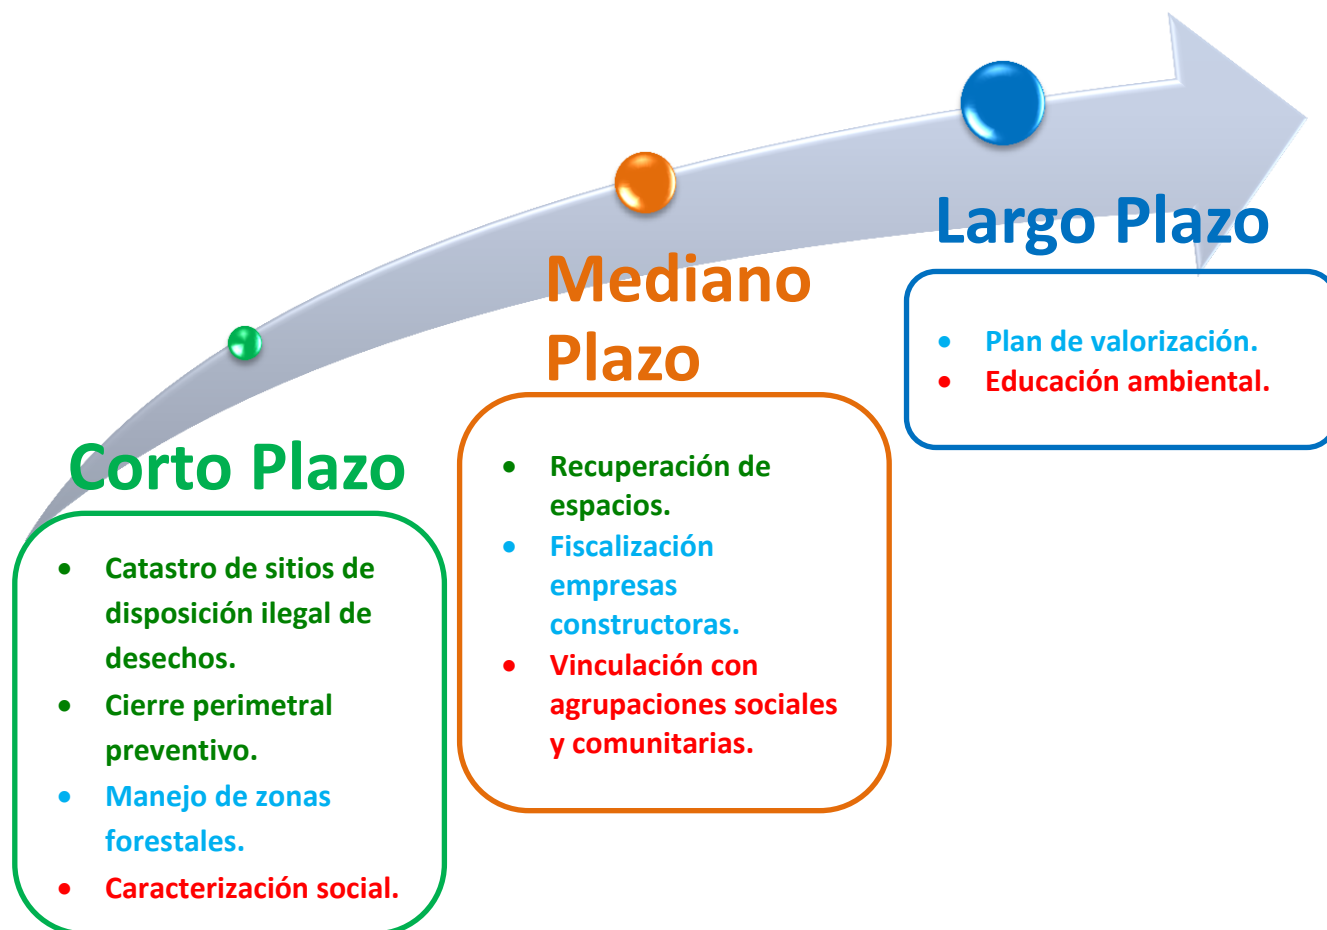 Corto Plazo
• Catastro de sitios de
disposición ilegal de
desechos.
• Cierre perimetral
preventivo.
• Manejo de zonas
forestales.
• Caracterización social.
Mediano
Plazo
• Recuperación de
espacios.
• Fiscalización
empresas
constructoras.
• Vinculación con
agrupaciones sociales
y comunitarias.
Largo Plazo
• Plan de valorización.
• Educación ambiental.